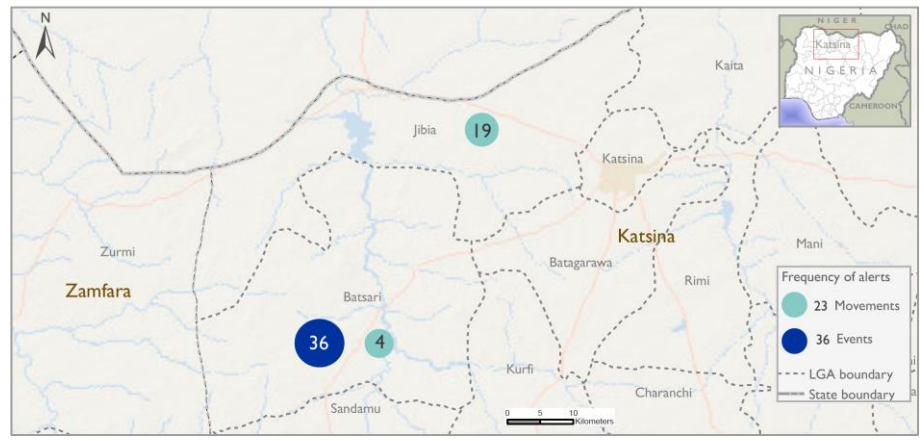 N
NIGER
CHAD
Katsina
NIGERIA
CAMEROON
Kaita
Jibia
19
Katsina
Katsina
Zurmi
Zamfara
Batagarawa
Mani
Rimi
Batsari
36
4
Kurfi
Sandamu
Charanchi
Frequency of alerts
23 Movements
36 Events
LGA boundary
State boundary
0 5 10
Kilometers